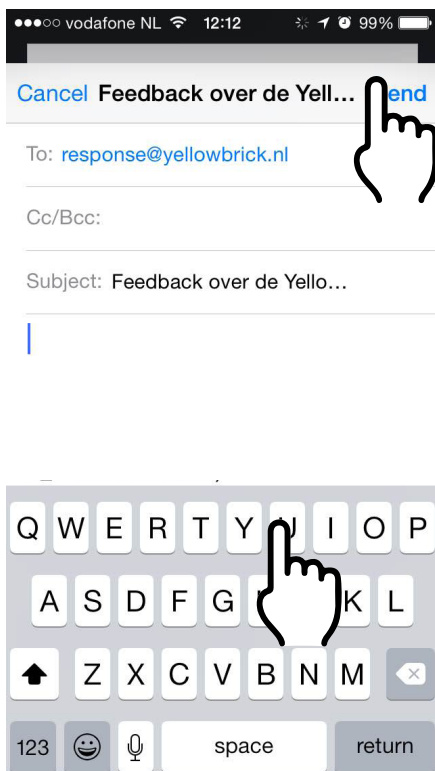 vodafone NL 12:12 99%
Cancel Feedback over de Yell... end
To: response@yellowbrick.nl
Cc/Bcc:
Subject: Feedback over de Yello...
Q W E R T Y U I O P
A S D F G K L
Z X C V B N M
123 space return